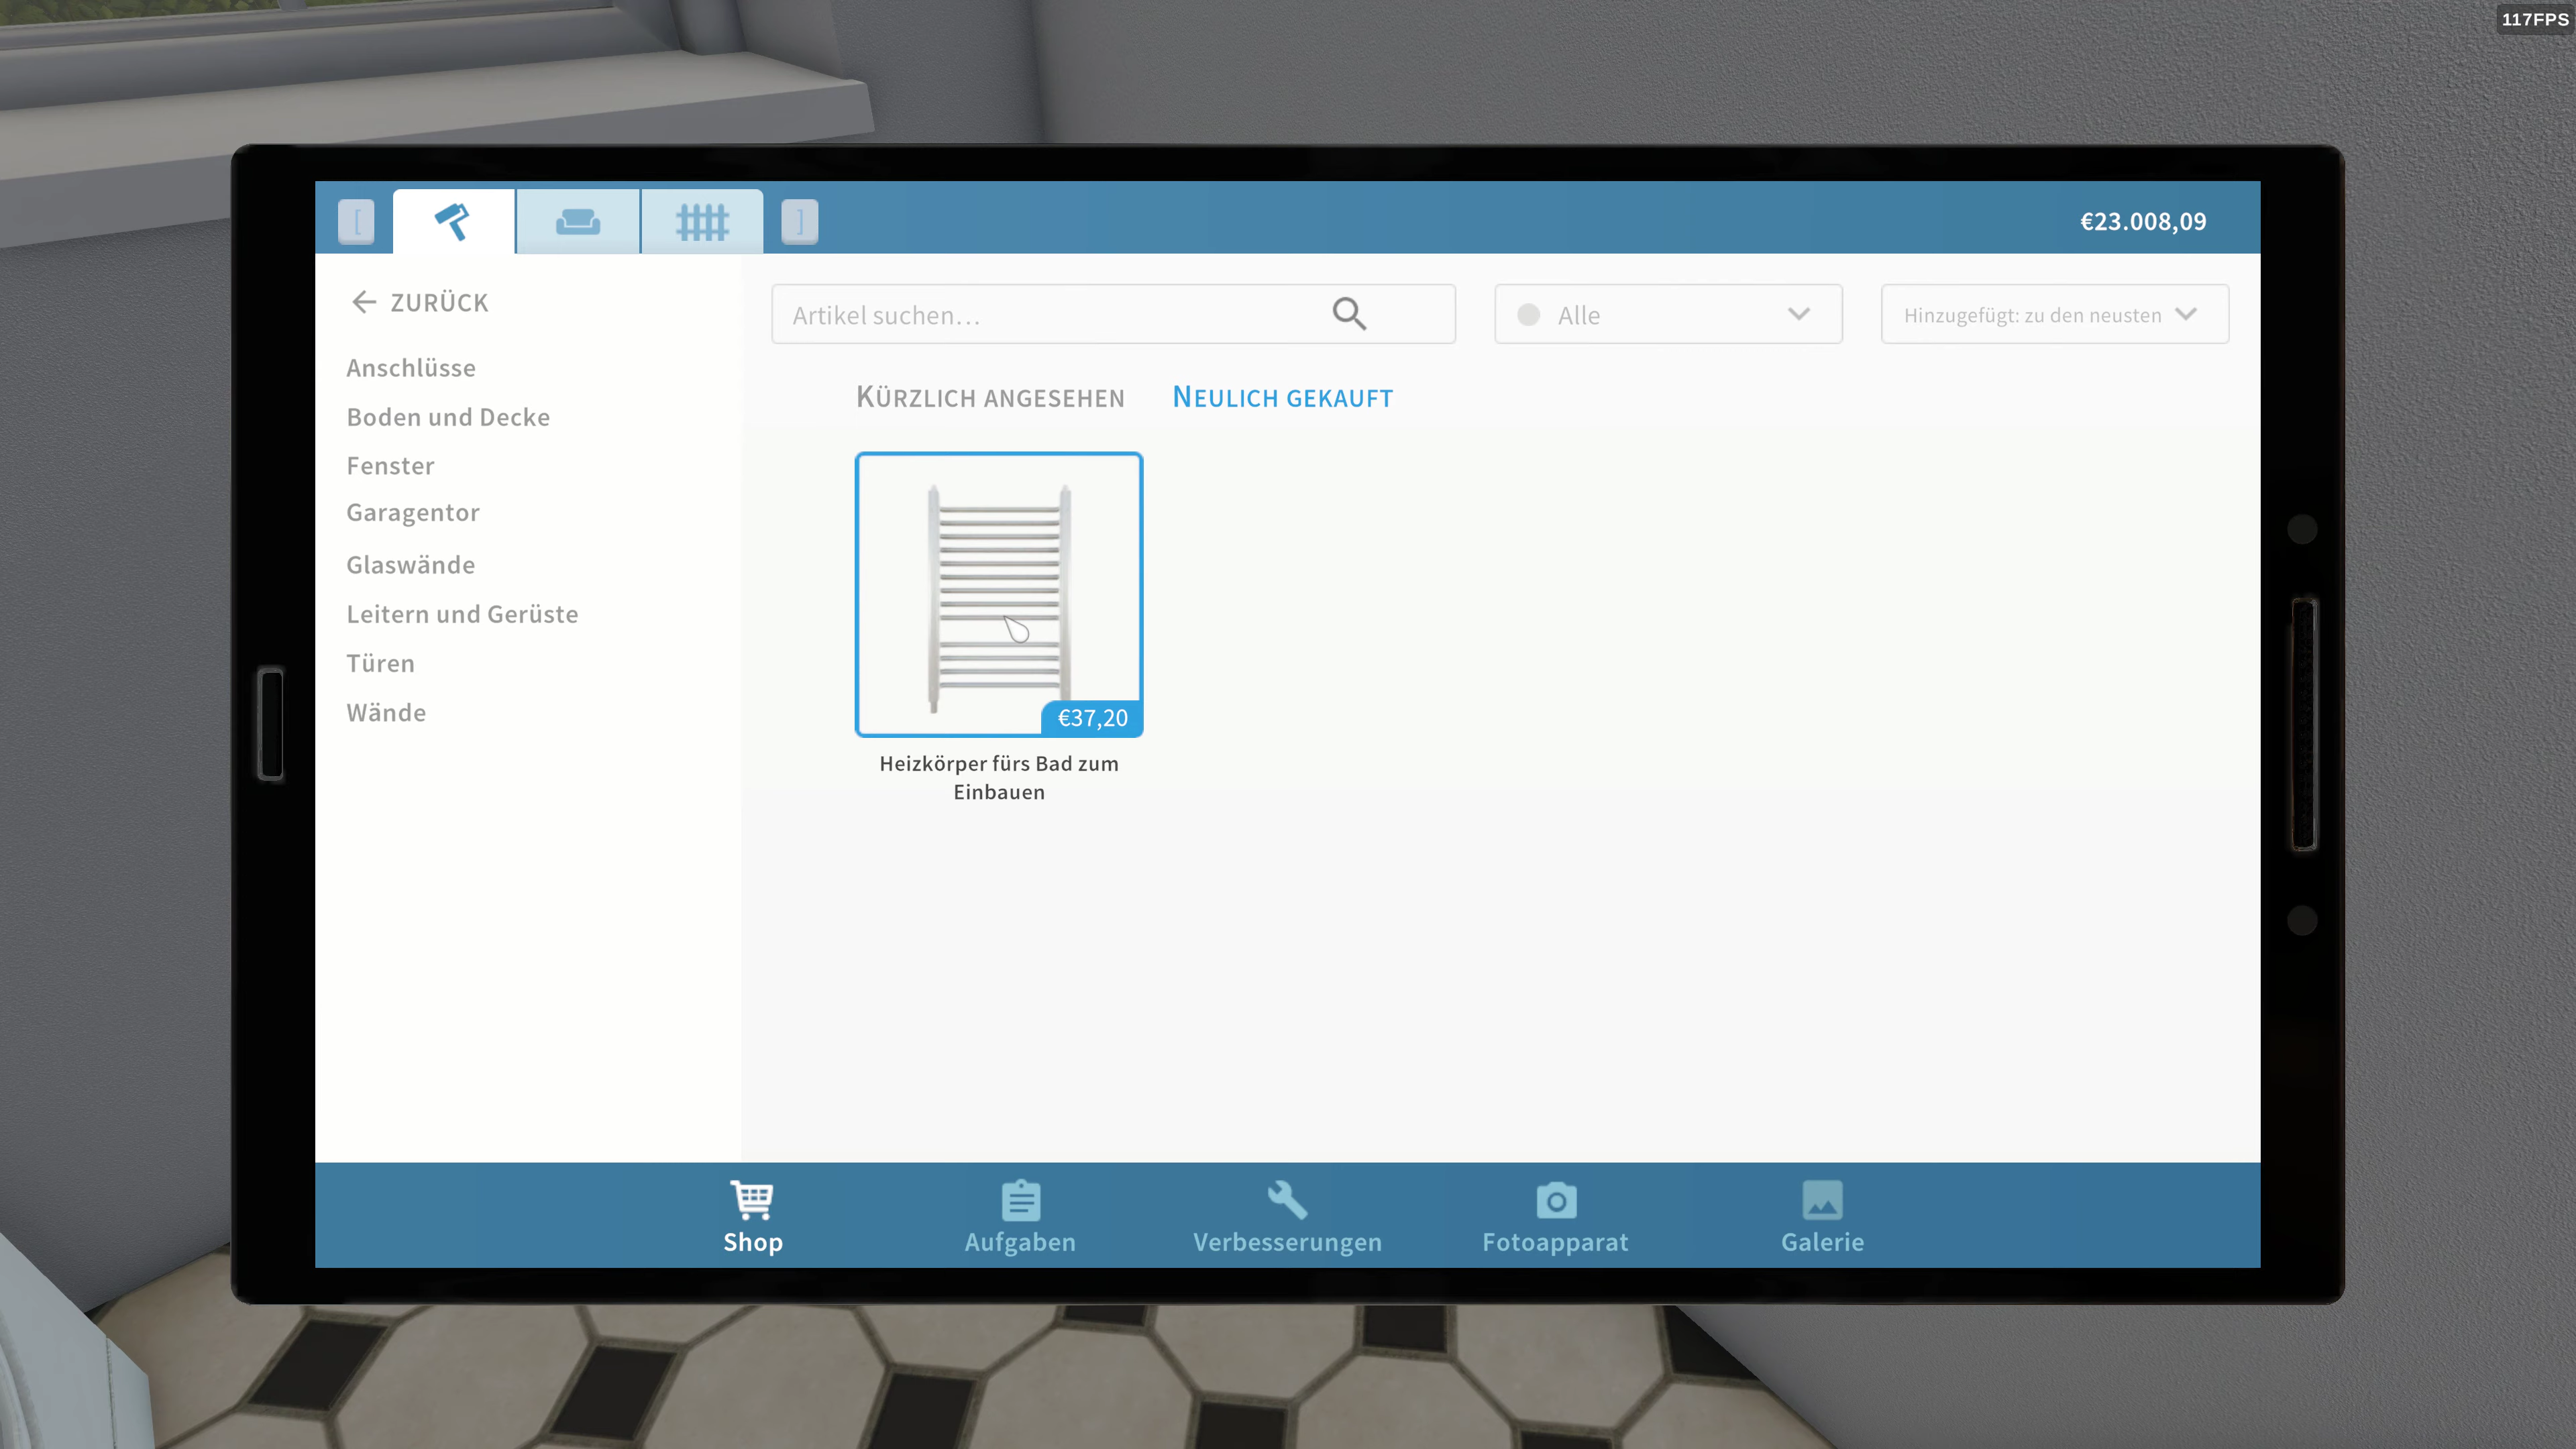 117FPS
[
]
€23.008,09
ZURÜCK
Anschlüsse
Boden und Decke
Fenster
Garagentor
Glaswände
Leitern und Gerüste
Türen
Wände
Artikel suchen...
Alle
Hinzugefügt: zu den neusten
KÜRZLICH ANGESEHEN
NEULICH GEKAUFT
€37,20
Heizkörper fürs Bad zum
Einbauen
Shop
Aufgaben
Verbesserungen
Fotoapparat
Galerie